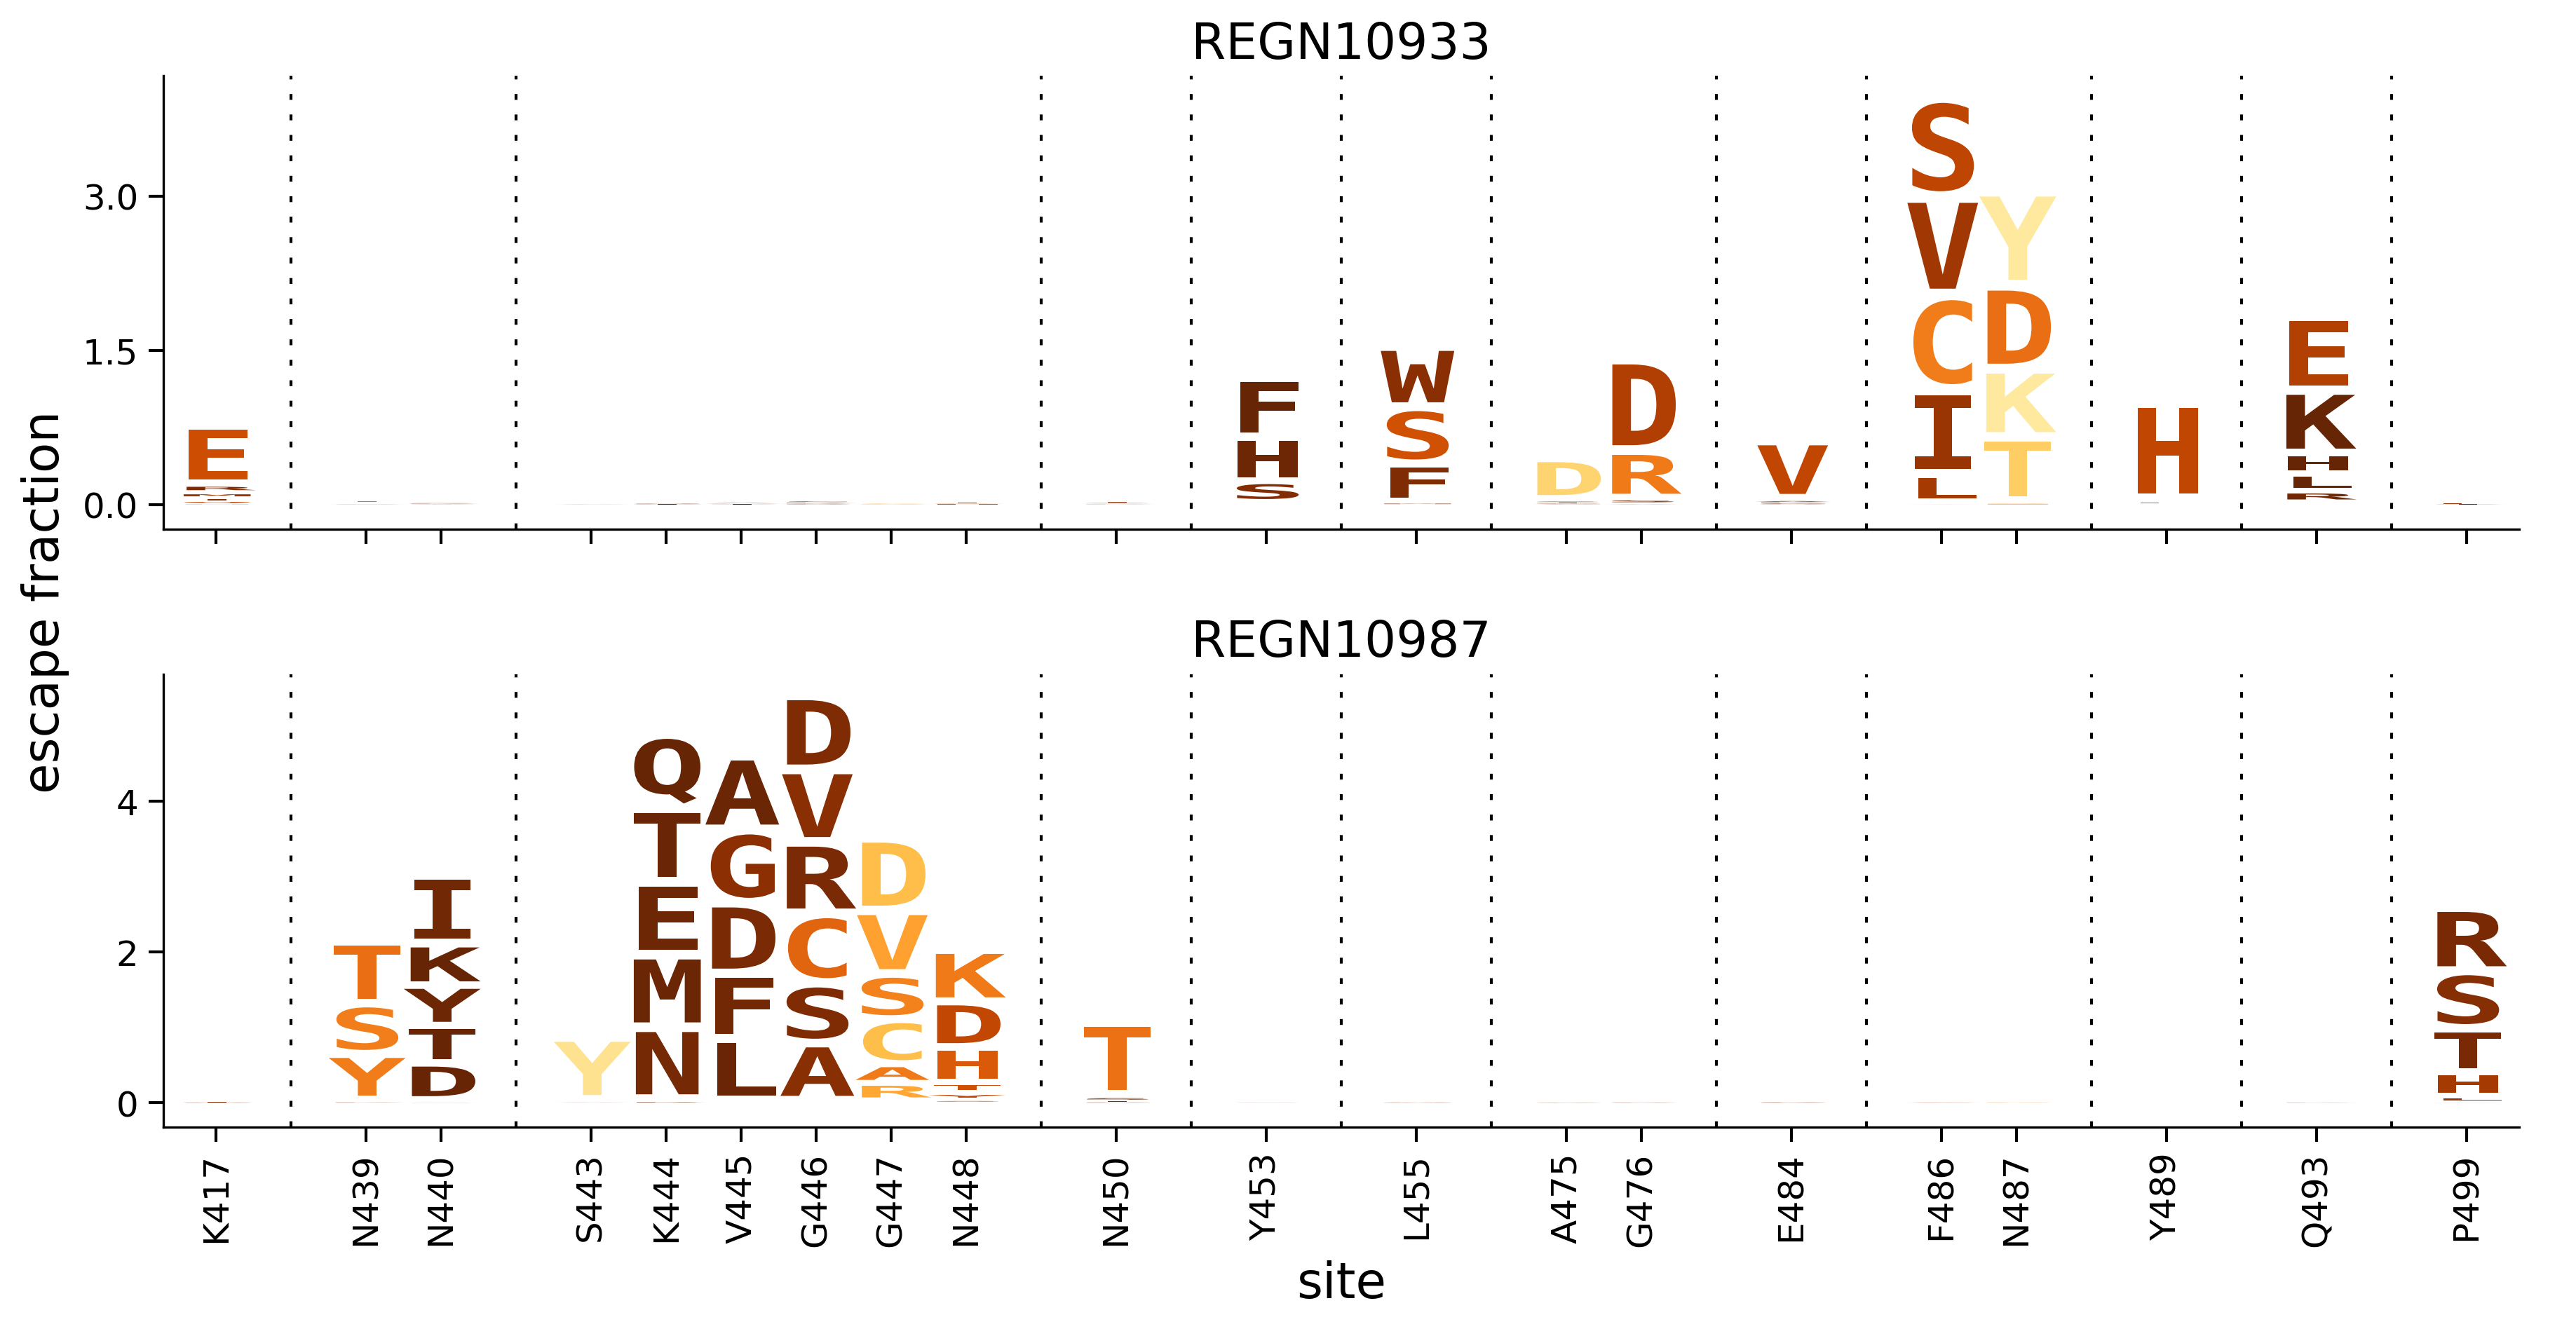 REGN10933
escape fraction
3.0
1.5
0.0
E
F
H
S
W
S
F
D
D
R
V
S
V
C
I
L
Y
D
K
T
H
E
K
H
L
R
REGN10987
4
2
0
T
S
Y
I
K
Y
T
D
Y
Q
T
E
M
N
A
G
D
F
L
D
V
R
C
S
A
D
V
S
C
A
R
K
D
H
T
R
S
T
H
K417 N439 N440 S443 K444 V445 G446 G447 N448 N450 Y453 L455 A475 G476 E484 F486 N487 Y489 Q493 P499
site